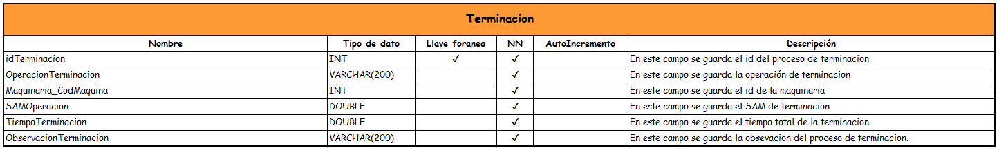 Terminacion
Nombre Tipo de dato Llave foranea NN AutoIncremento Descripción
idTerminacion INT ✓ ✓ En este campo se guarda el id del proceso de terminacion
OperacionTerminacion VARCHAR(200) ✓ En este campo se guarda la operación de terminacion
Maquinaria_CodMaquina INT ✓ En este campo se guarda el id de la maquinaria
SAMOperacion DOUBLE ✓ En este campo se guarda el SAM de terminacion
TiempoTerminacion DOUBLE ✓ En este campo se guarda el tiempo total de la terminacion
ObservacionTerminacion VARCHAR(200) ✓ En este campo se guarda la obsevacion del proceso de terminacion.